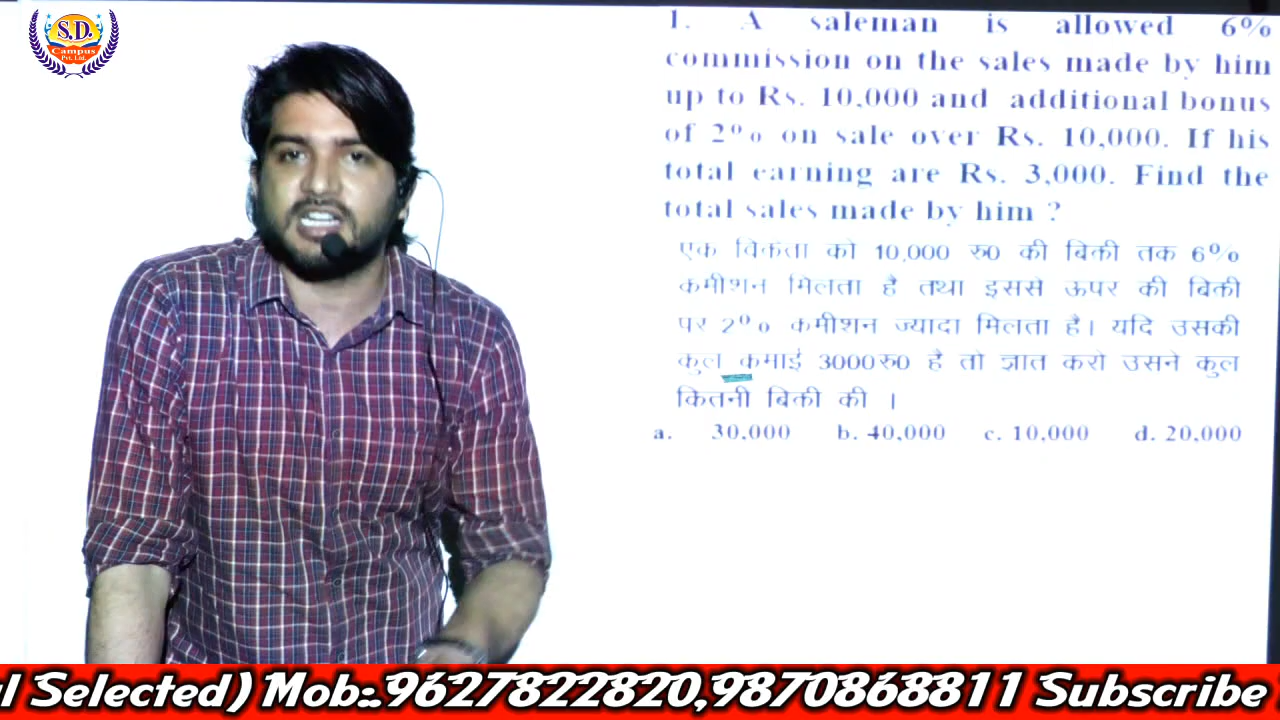 S.D.
Campus
Pvt. Ltd.
1. A saleman is allowed 6%
commission on the sales made by him
up to Rs. 10,000 and additional bonus
of 2% on sale over Rs. 10,000. If his
total earning are Rs. 3,000. Find the
total sales made by him ?
एक विकेता को 10,000 रु0 की बिकी तक 6%
कमीशन मिलता है तथा इससे ऊपर की बिकी
पर 2% कमीशन ज्यादा मिलता है। यदि उसकी
कुल कमाई 3000रु0 है तो ज्ञात करो उसने कुल
कितनी बिकी की ।
a. 30,000 b. 40,000 c. 10,000 d. 20,000
Selected) Mob:.9627822820,9870868811 Subscribe